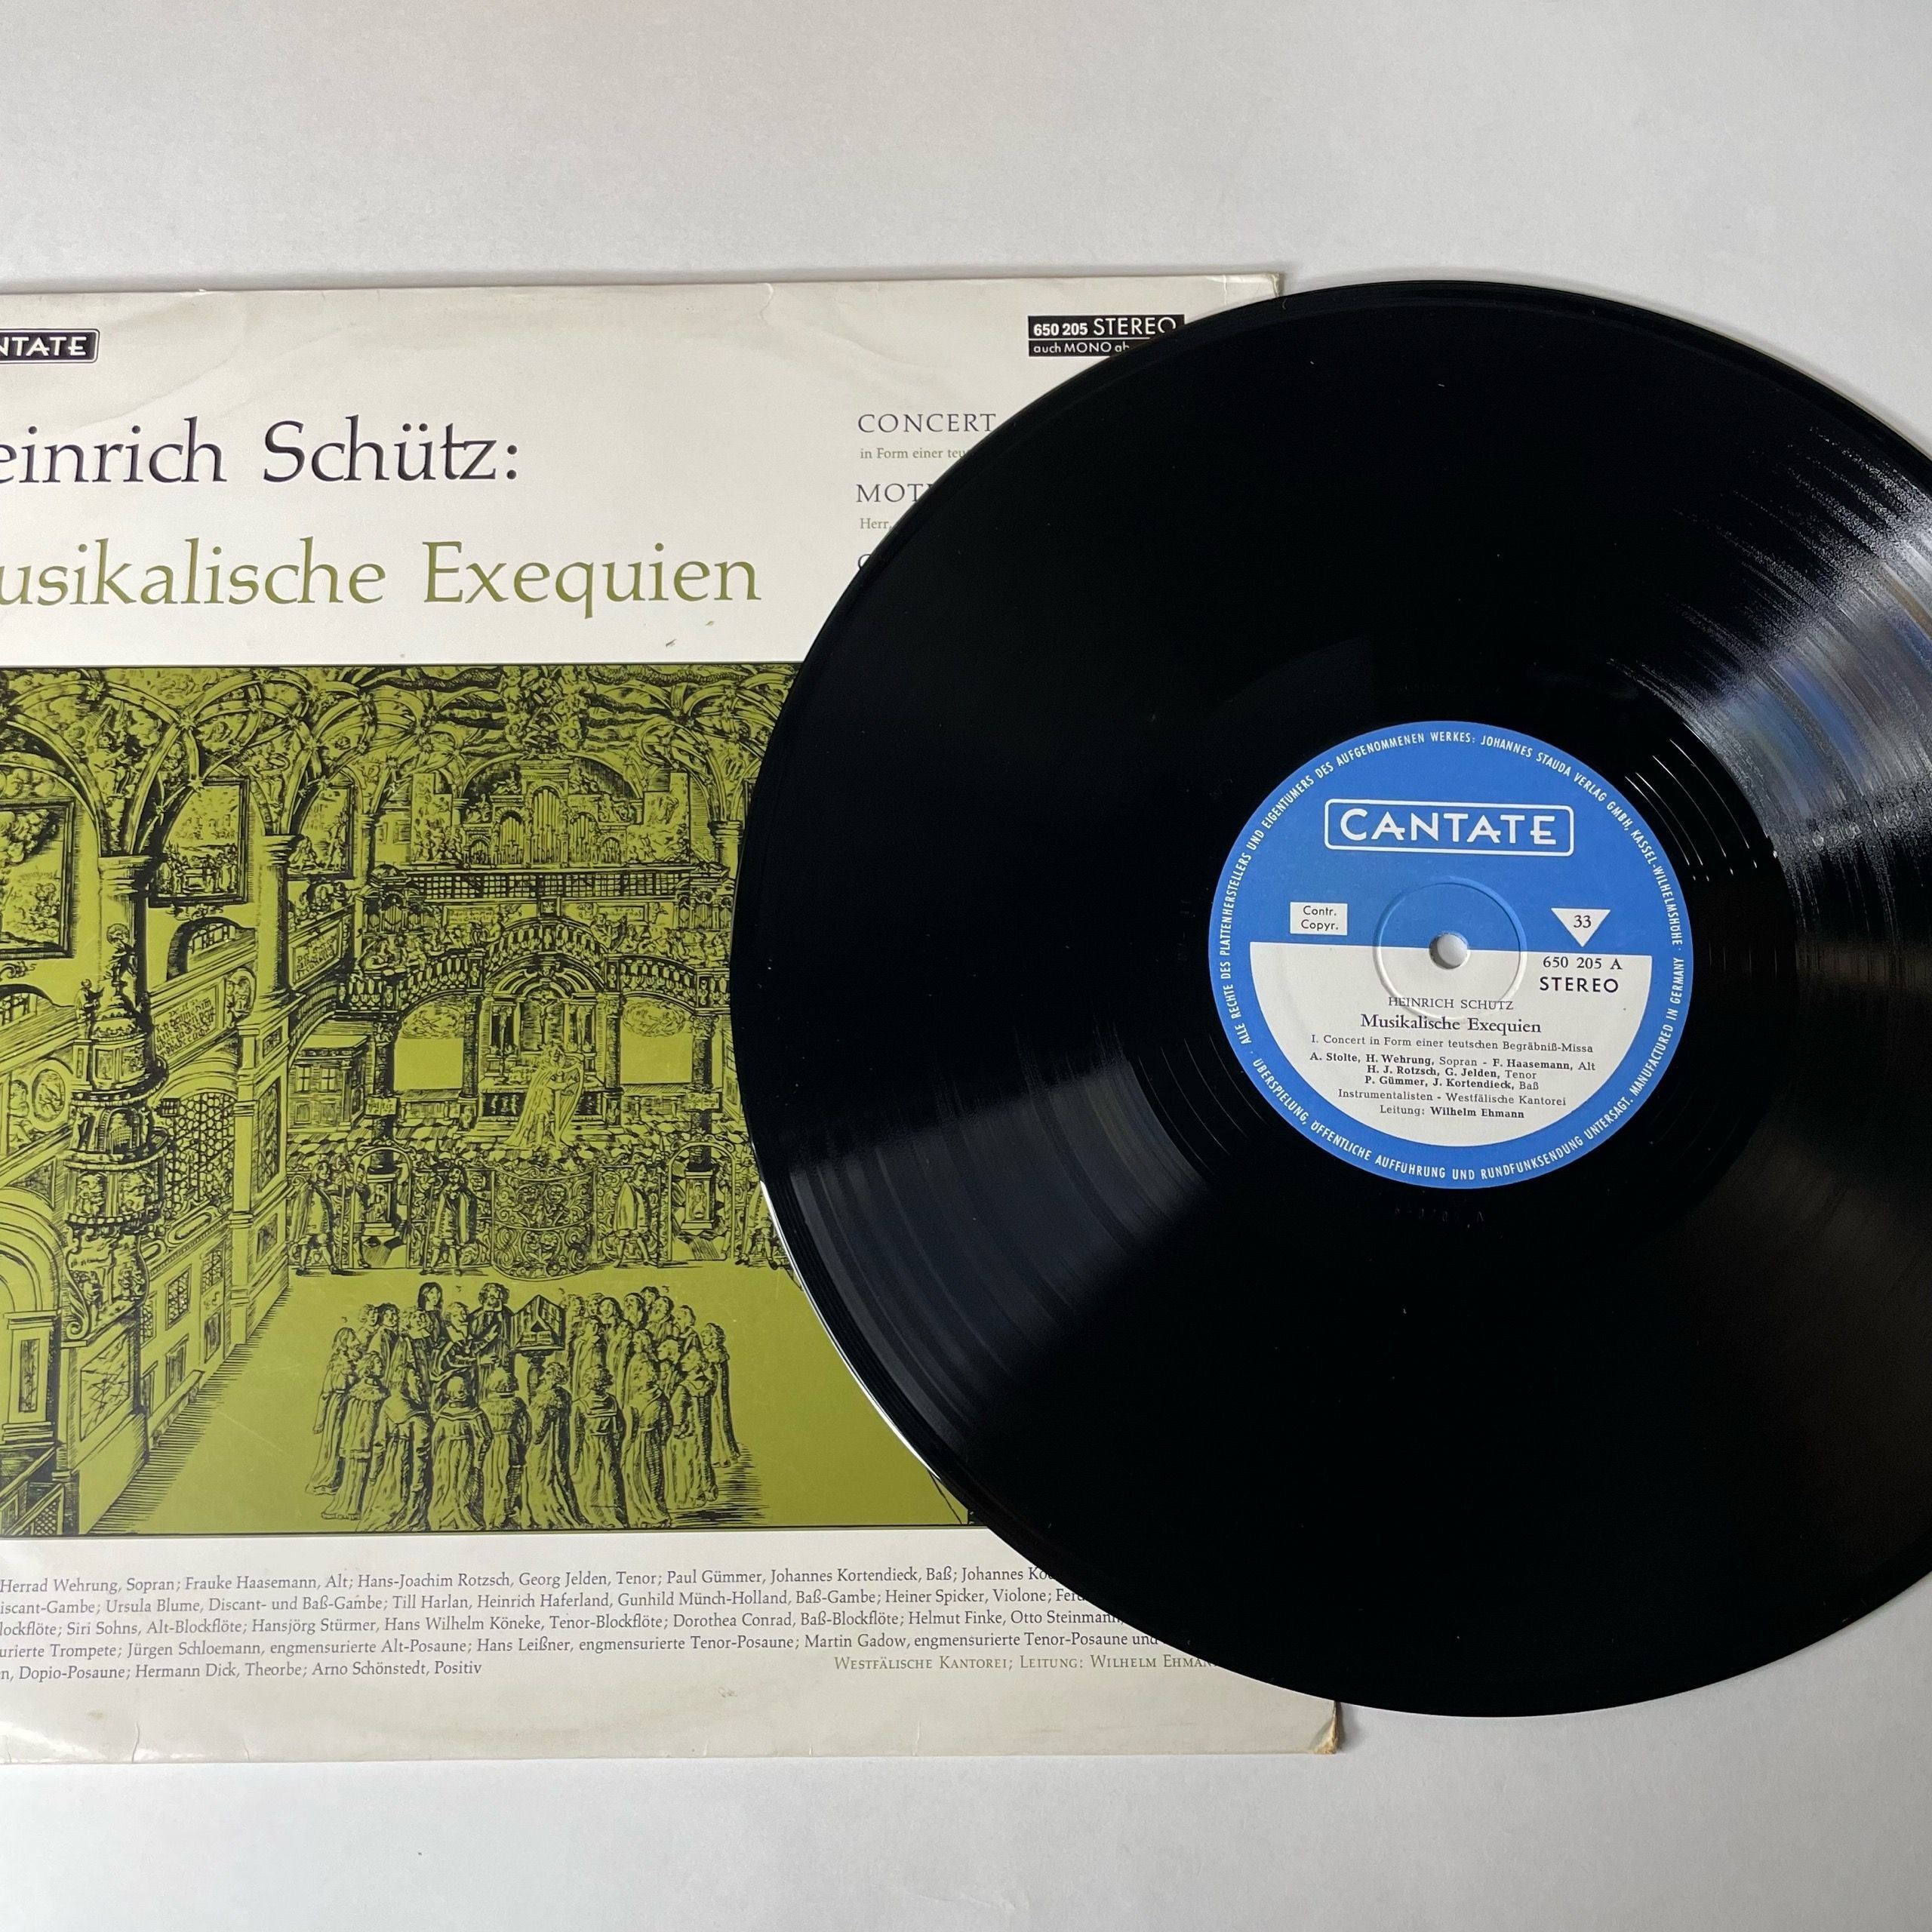 NTATE
650 205 STEREO
auch MONO ab
einrich Schütz:
usikalische Exequien
CONCERT
in Form einer teu
MOT
Herr,
Herrad Wehrung, Sopran; Frauke Haasemann, Alt; Hans-Joachim Rotzsch, Georg Jelden, Tenor; Paul Gümmer, Johannes Kortendieck, Baß; Johannes Ko
iscant-Gambe; Ursula Blume, Discant- und Baß-Gambe; Till Harlan, Heinrich Haferland, Gunhild Münch-Holland, Baß-Gambe; Heiner Spicker, Violone; Fer
lockflöte; Siri Sohns, Alt-Blockflöte; Hansjörg Stürmer, Hans Wilhelm Köneke, Tenor-Blockflöte; Dorothea Conrad, Baß-Blockflöte; Helmut Finke, Otto Steinmann,
urierte Trompete; Jürgen Schloemann, engmensurierte Alt-Posaune; Hans Leißner, engmensurierte Tenor-Posaune; Martin Gadow, engmensurierte Tenor-Posaune und
n, Dopio-Posaune; Hermann Dick, Theorbe; Arno Schönstedt, Positiv
WESTFÄLISCHE KANTOREI; LEITUNG: WILHELM EHMAN
ALLE RECHTE DES PLATTENHERSTELLERS UND EIGENTÜMERS DES AUFGENOMMENEN WERKES: JOHANNES STAUDA VERLAG GMBH, KASSEL-WILHELMSHÖHE · MANUFACTURED IN GERMANY
ÜBERSPIELUNG, ÖFFENTLICHE AUFFÜHRUNG UND RUNDFUNKSENDUNG UNTERSAGT.
CANTATE
Contr.
Copyr.
33
650 205 A
STEREO
HEINRICH SCHÜTZ
Musikalische Exequien
I. Concert in Form einer teutschen Begräbniß-Missa
A. Stolte, H. Wehrung, Sopran - F. Haasemann, Alt
H. J. Rotzsch, G. Jelden, Tenor
P. Gümmer, J. Kortendieck, Baß
Instrumentalisten - Westfälische Kantorei
Leitung: Wilhelm Ehmann